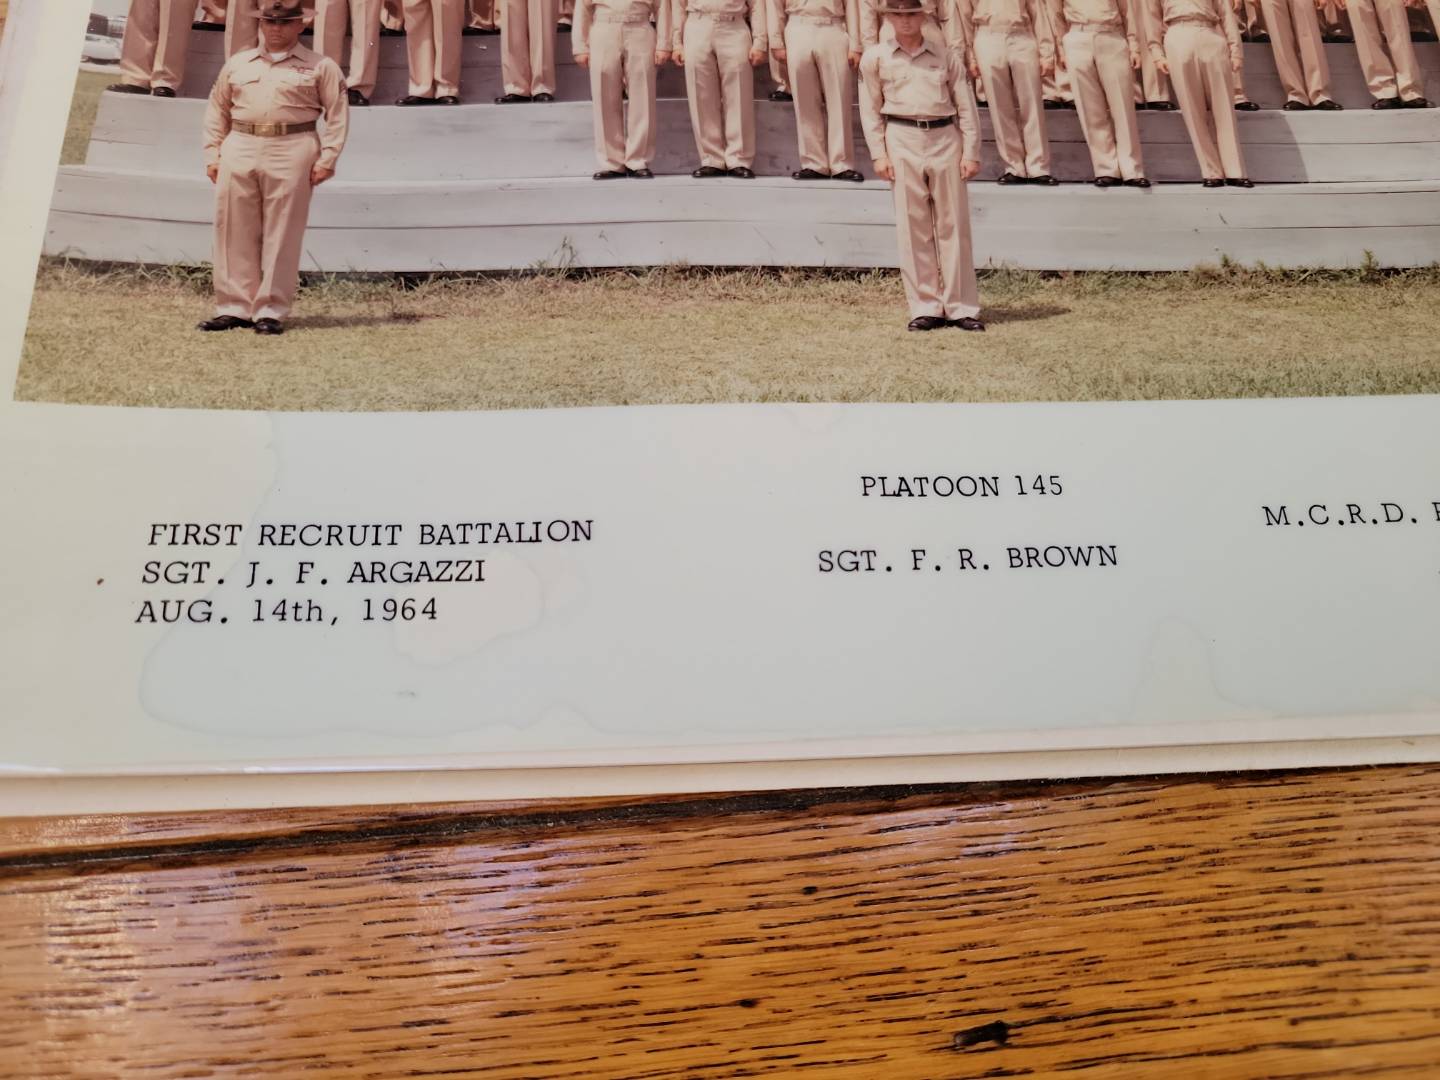 PLATOON 145
M.C.R.D.
FIRST RECRUIT BATTALION
SGT. J. F. ARGAZZI
SGT. F. R. BROWN
AUG. 14th, 1964